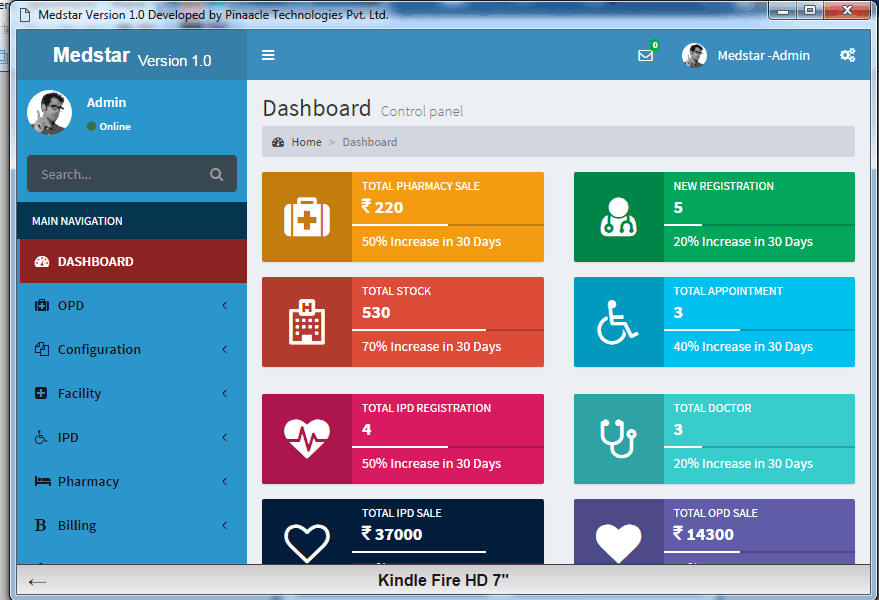 Medstar Version 1.0 Developed by Pinaacle Technologies Pvt. Ltd.
Medstar Version 1.0
0
Medstar -Admin
Admin
Online
Search...
MAIN NAVIGATION
DASHBOARD
OPD
Configuration
Facility
IPD
Pharmacy
B Billing
Dashboard Control panel
Home > Dashboard
TOTAL PHARMACY SALE
₹ 220
50% Increase in 30 Days
NEW REGISTRATION
5
20% Increase in 30 Days
TOTAL STOCK
530
70% Increase in 30 Days
TOTAL APPOINTMENT
3
40% Increase in 30 Days
TOTAL IPD REGISTRATION
4
50% Increase in 30 Days
TOTAL DOCTOR
3
20% Increase in 30 Days
TOTAL IPD SALE
₹ 37000
TOTAL OPD SALE
₹ 14300
Kindle Fire HD 7"